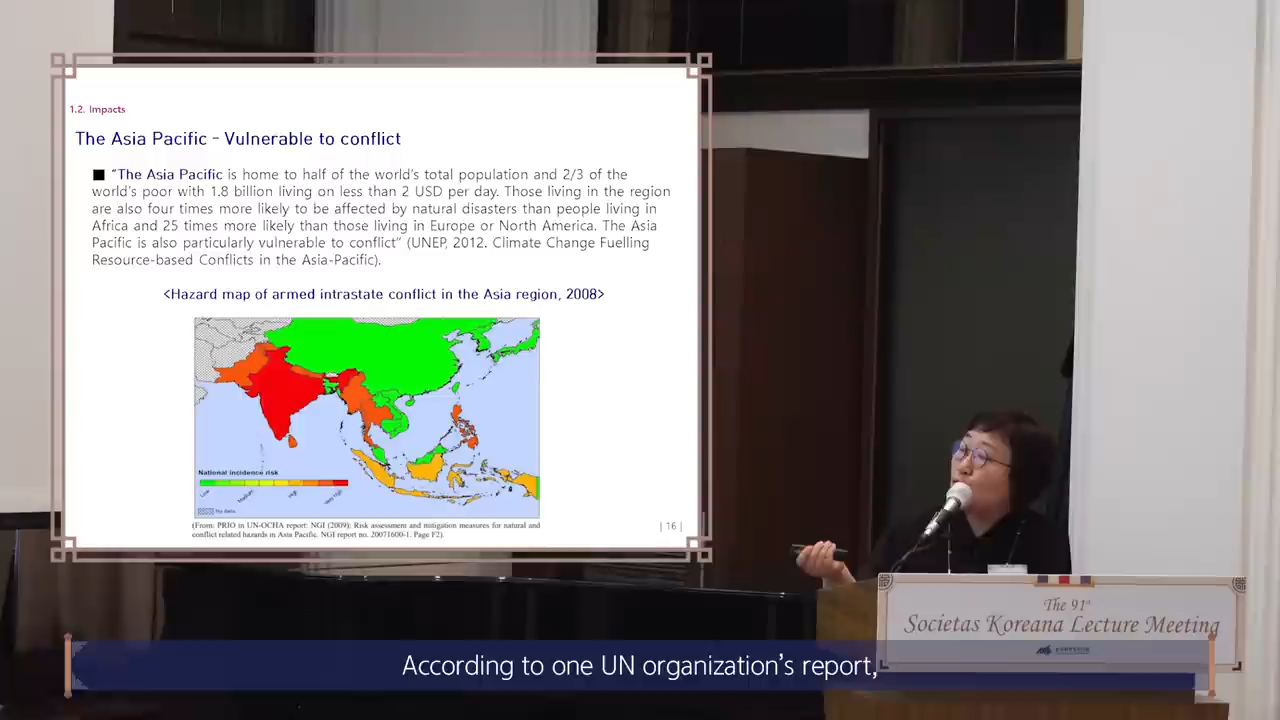 1.2. Impacts
The Asia Pacific - Vulnerable to conflict
■ "The Asia Pacific is home to half of the world's total population and 2/3 of the
world's poor with 1.8 billion living on less than 2 USD per day. Those living in the region
are also four times more likely to be affected by natural disasters than people living in
Africa and 25 times more likely than those living in Europe or North America. The Asia
Pacific is also particularly vulnerable to conflict" (UNEP, 2012. Climate Change Fuelling
Resource-based Conflicts in the Asia-Pacific).
<Hazard map of armed intrastate conflict in the Asia region, 2008>
National incidence risk
Low
Medium
High
Very High
No data
(From: PRIO in UN-OCHA report: NGI (2009): Risk assessment and mitigation measures for natural and
conflict related hazards in Asia Pacific. NGI report no. 20071600-1. Page F2).
| 16 |
The 91st
Societas Koreana Lecture Meeting
According to one UN organization's report,